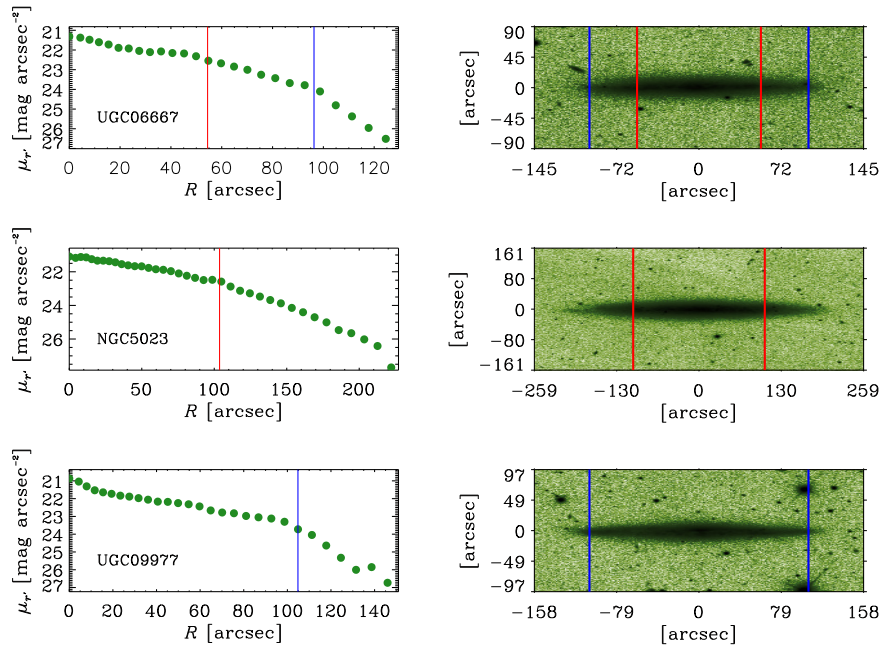 21
22
23
24
25
26
27
μr′ [mag arcsec⁻²]
UGC06667
0 20 40 60 80 100 120
R [arcsec]
90
45
0
−45
−90
[arcsec]
−145 −72 0 72 145
[arcsec]
22
24
26
μr′ [mag arcsec⁻²]
NGC5023
0 50 100 150 200
R [arcsec]
161
80
0
−80
−161
[arcsec]
−259 −130 0 130 259
[arcsec]
21
22
23
24
25
26
27
μr′ [mag arcsec⁻²]
UGC09977
0 20 40 60 80 100 120 140
R [arcsec]
97
49
0
−49
−97
[arcsec]
−158 −79 0 79 158
[arcsec]